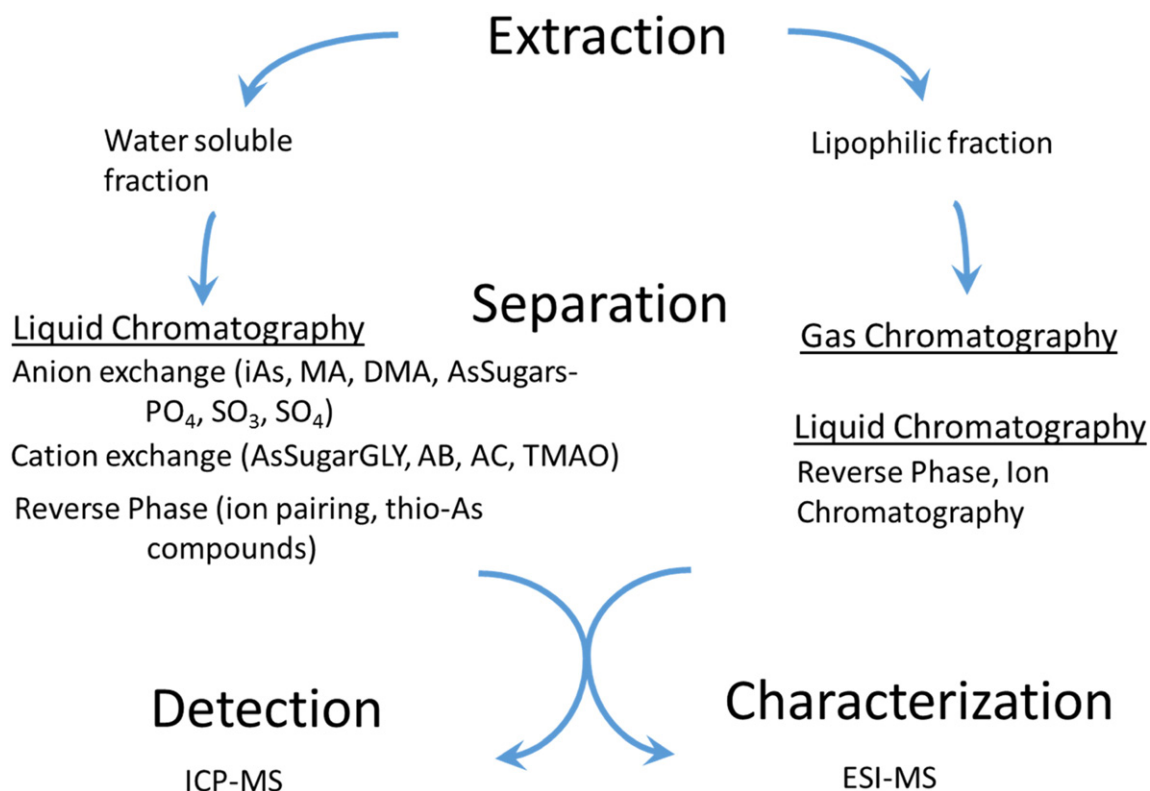 Extraction
Water soluble
fraction
Lipophilic fraction
Separation
Liquid Chromatography
Anion exchange (iAs, MA, DMA, AsSugars-
PO₄, SO₃, SO₄)
Cation exchange (AsSugarGLY, AB, AC, TMAO)
Reverse Phase (ion pairing, thio-As
compounds)
Gas Chromatography
Liquid Chromatography
Reverse Phase, Ion
Chromatography
Detection
ICP-MS
Characterization
ESI-MS